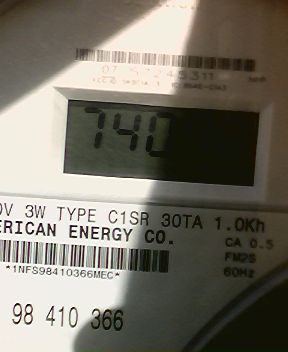 740
0V 3W TYPE C1SR 30TA 1.0Kh
ERICAN ENERGY CO.
CA 0.5
FM2S
60Hz
*1NFS98410366MEC*
98 410 366